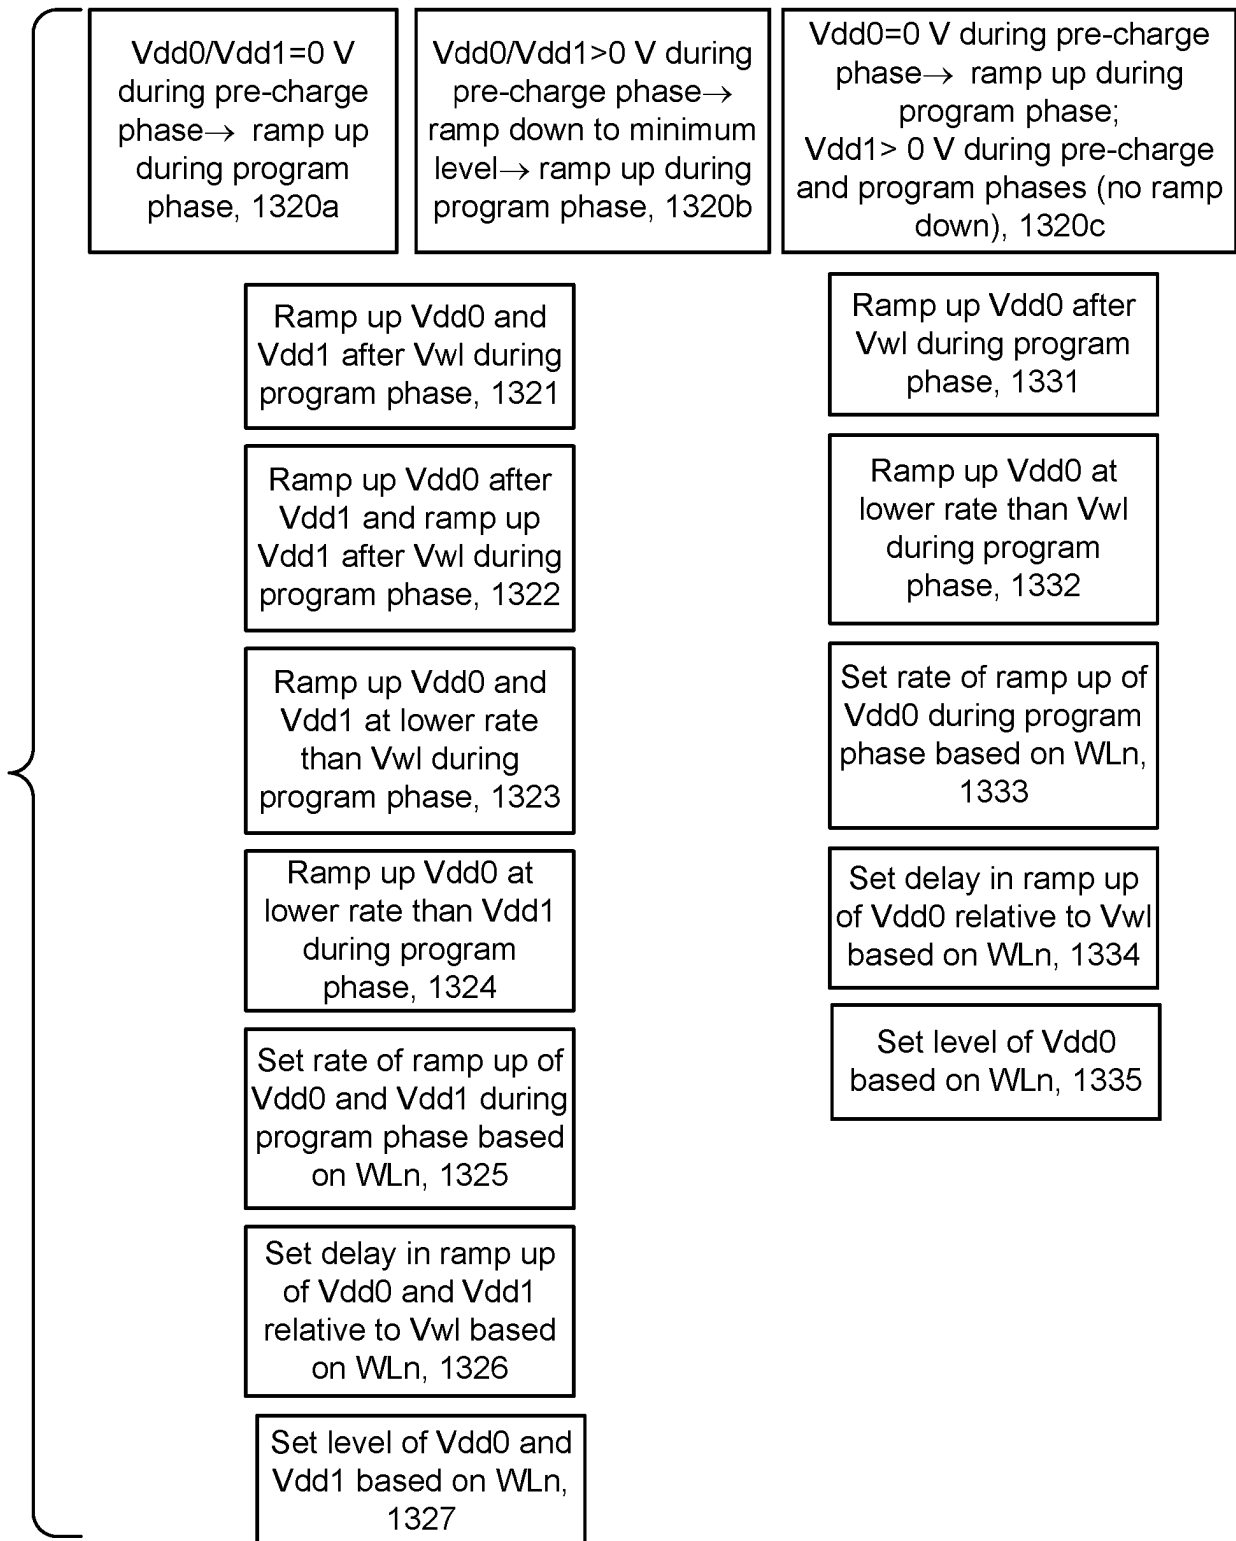 Vdd0/Vdd1=0 V
during pre-charge
phase→ ramp up
during program
phase, 1320a
Vdd0/Vdd1>0 V during
pre-charge phase→
ramp down to minimum
level→ ramp up during
program phase, 1320b
Vdd0=0 V during pre-charge
phase→ ramp up during
program phase;
Vdd1> 0 V during pre-charge
and program phases (no ramp
down), 1320c
Ramp up Vdd0 and
Vdd1 after Vwl during
program phase, 1321
Ramp up Vdd0 after
Vdd1 and ramp up
Vdd1 after Vwl during
program phase, 1322
Ramp up Vdd0 and
Vdd1 at lower rate
than Vwl during
program phase, 1323
Ramp up Vdd0 at
lower rate than Vdd1
during program
phase, 1324
Set rate of ramp up of
Vdd0 and Vdd1 during
program phase based
on WLn, 1325
Set delay in ramp up
of Vdd0 and Vdd1
relative to Vwl based
on WLn, 1326
Set level of Vdd0 and
Vdd1 based on WLn,
1327
Ramp up Vdd0 after
Vwl during program
phase, 1331
Ramp up Vdd0 at
lower rate than Vwl
during program
phase, 1332
Set rate of ramp up of
Vdd0 during program
phase based on WLn,
1333
Set delay in ramp up
of Vdd0 relative to Vwl
based on WLn, 1334
Set level of Vdd0
based on WLn, 1335